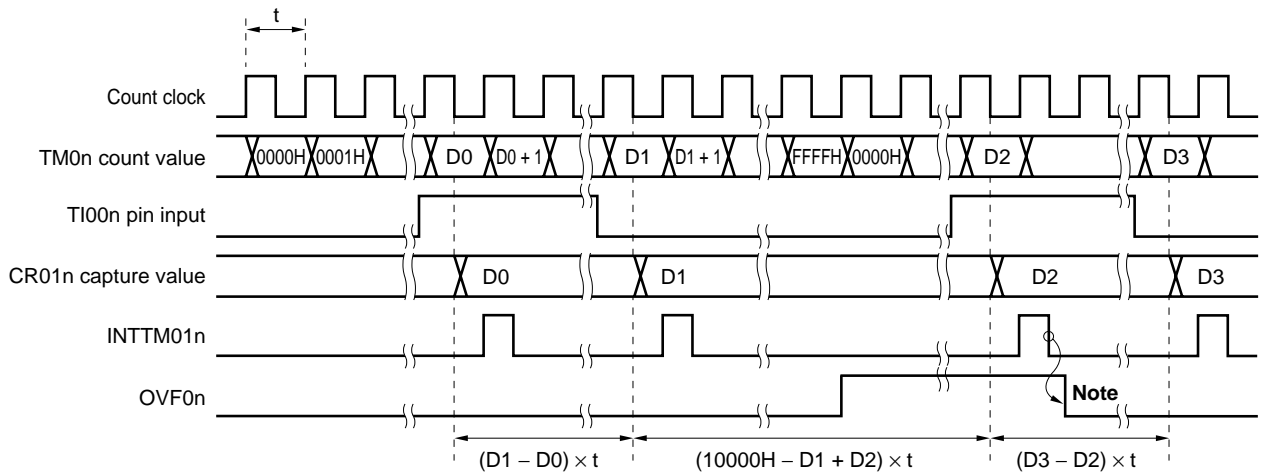 t
Count clock
TM0n count value 0000H 0001H D0 D0 + 1 D1 D1 + 1 FFFFH 0000H D2 D3
TI00n pin input
CR01n capture value D0 D1 D2 D3
INTTM01n
OVF0n Note
(D1 − D0) × t (10000H − D1 + D2) × t (D3 − D2) × t